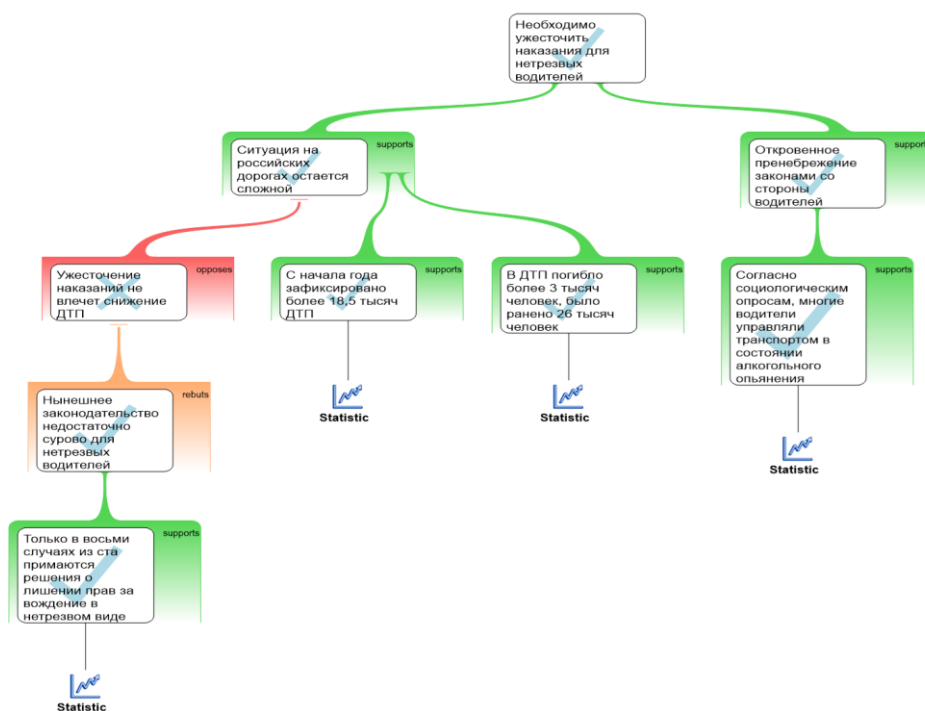 Необходимо
ужесточить
наказания для
нетрезвых
водителей
supports
Ситуация на
российских
дорогах остается
сложной
supports
Откровенное
пренебрежение
законами со
стороны
водителей
opposes
Ужесточение
наказаний не
влечет снижение
ДТП
supports
С начала года
зафиксировано
более 18,5 тысяч
ДТП
supports
В ДТП погибло
более 3 тысяч
человек, было
ранено 26 тысяч
человек
supports
Согласно
социологическим
опросам, многие
водители
управляли
транспортом в
состоянии
алкогольного
опьянения
Statistic
Statistic
Statistic
rebuts
Нынешнее
законодательство
недостаточно
сурово для
нетрезвых
водителей
supports
Только в восьми
случаях из ста
примаются
решения о
лишении прав за
вождение в
нетрезвом виде
Statistic